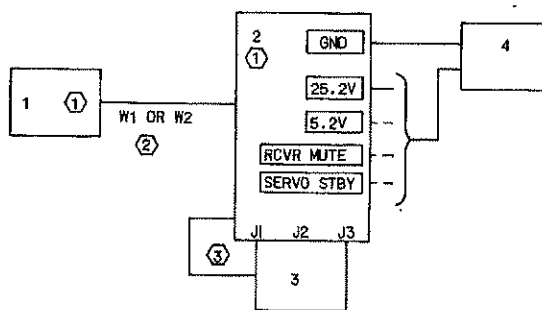 2
GND
4
1
25.2V
1
1
W1 OR W2
5.2V
2
RCVR MUTE
SERVO STBY
J1 J2 J3
3
3